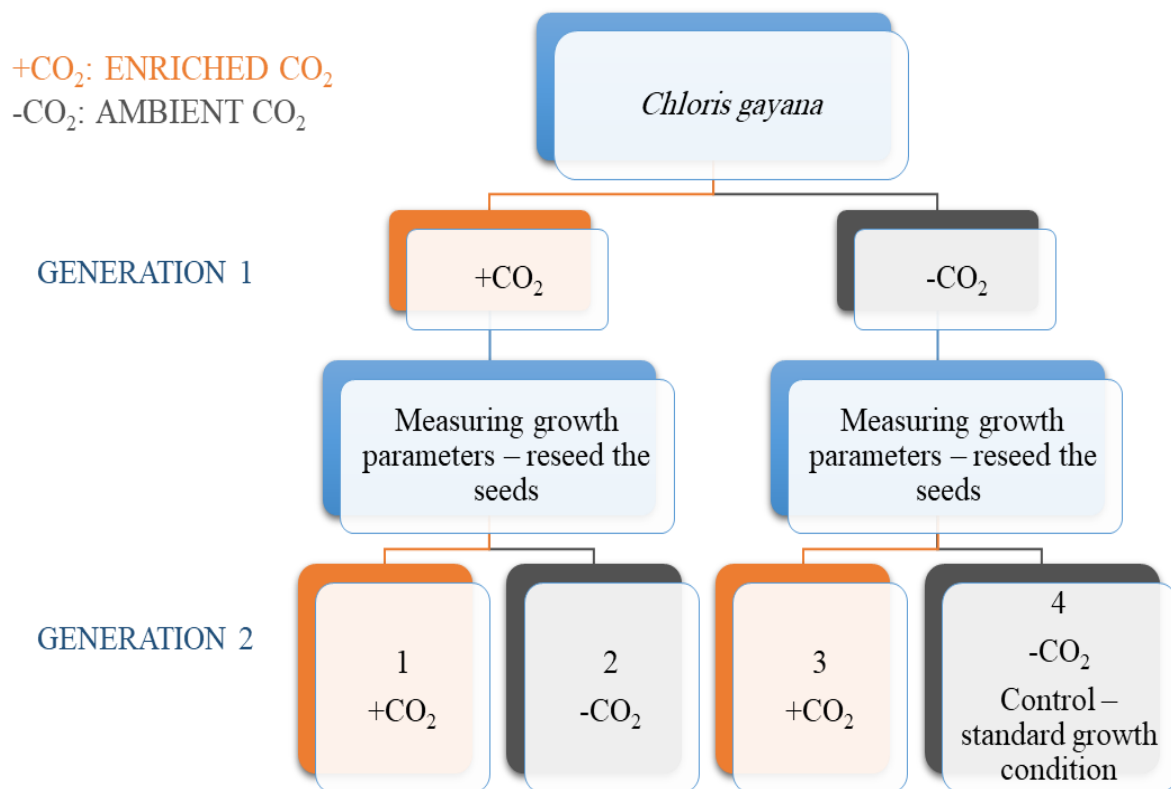 +CO₂: ENRICHED CO₂
-CO₂: AMBIENT CO₂
Chloris gayana
GENERATION 1
+CO₂
-CO₂
Measuring growth
parameters – reseed the
seeds
Measuring growth
parameters – reseed the
seeds
GENERATION 2
1
+CO₂
2
-CO₂
3
+CO₂
4
-CO₂
Control –
standard growth
condition